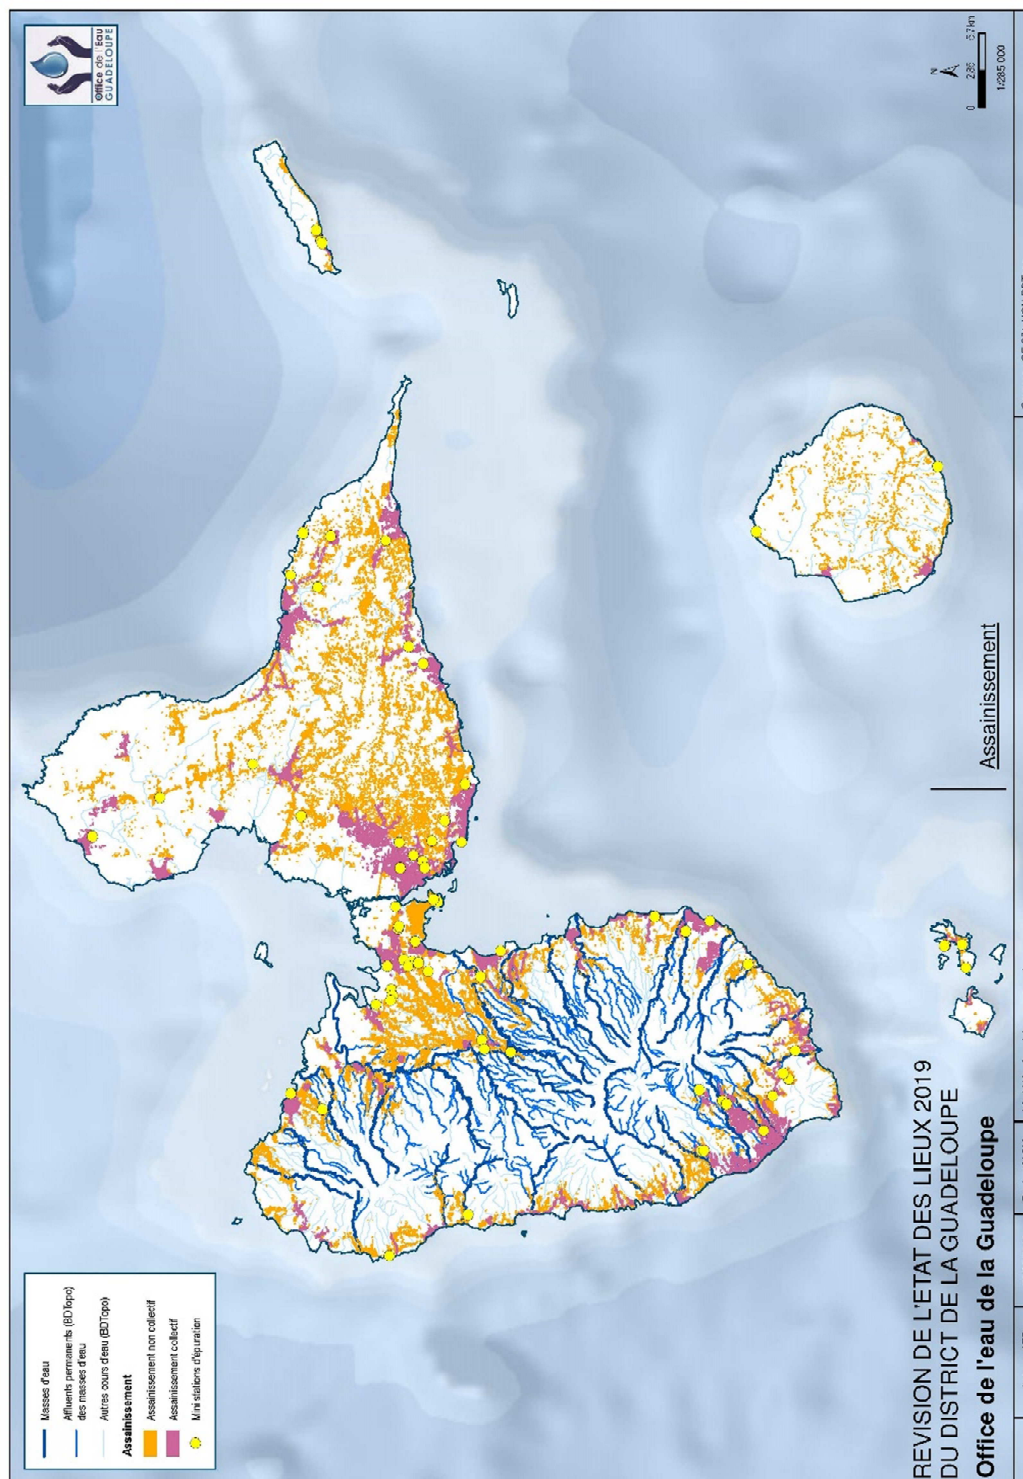 Office de l'Eau
GUADELOUPE
N
0 2,85 5,7 km
1/285 000
Masses d'eau
Affluents permanents (BDTopo)
des masses d'eau
Autres cours d'eau (BDTopo)
Assainissement
Assainissement non collectif
Assainissement collectif
Mini stations d'épuration
Assainissement
REVISION DE L'ETAT DES LIEUX 2019
DU DISTRICT DE LA GUADELOUPE
Office de l'eau de la Guadeloupe